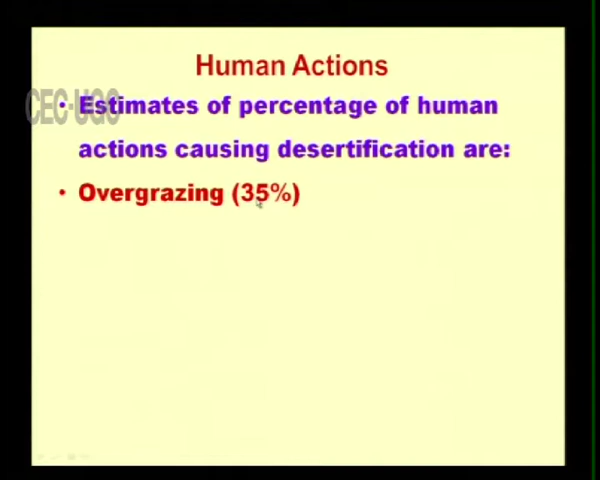 Human Actions
CEC-UGC
• Estimates of percentage of human
actions causing desertification are:
• Overgrazing (35%)